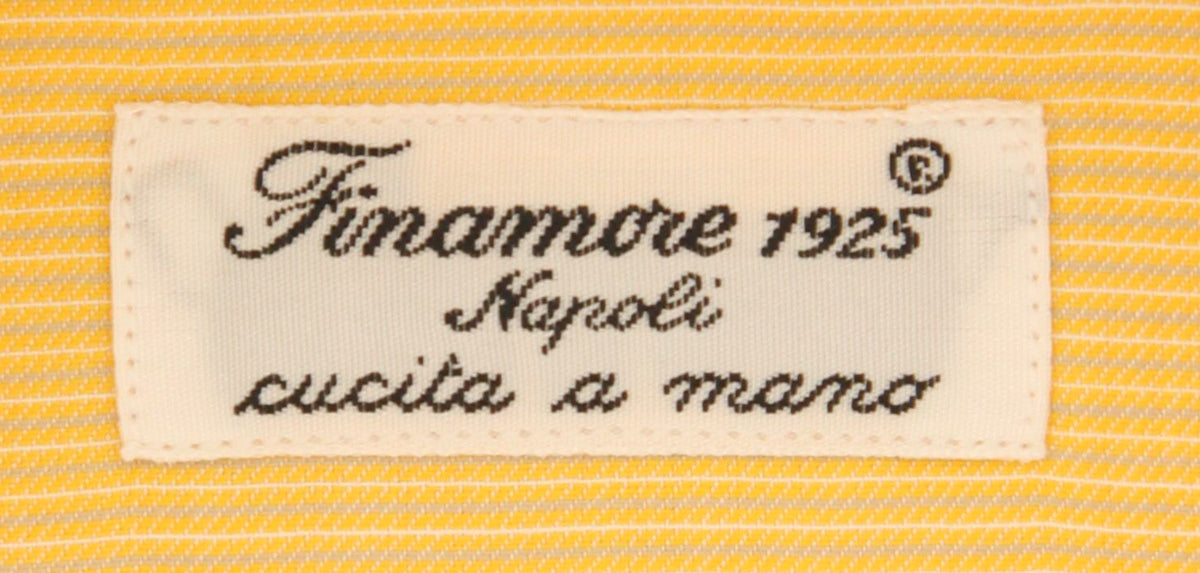 Finamore 1925 ®
Napoli
cucita a mano